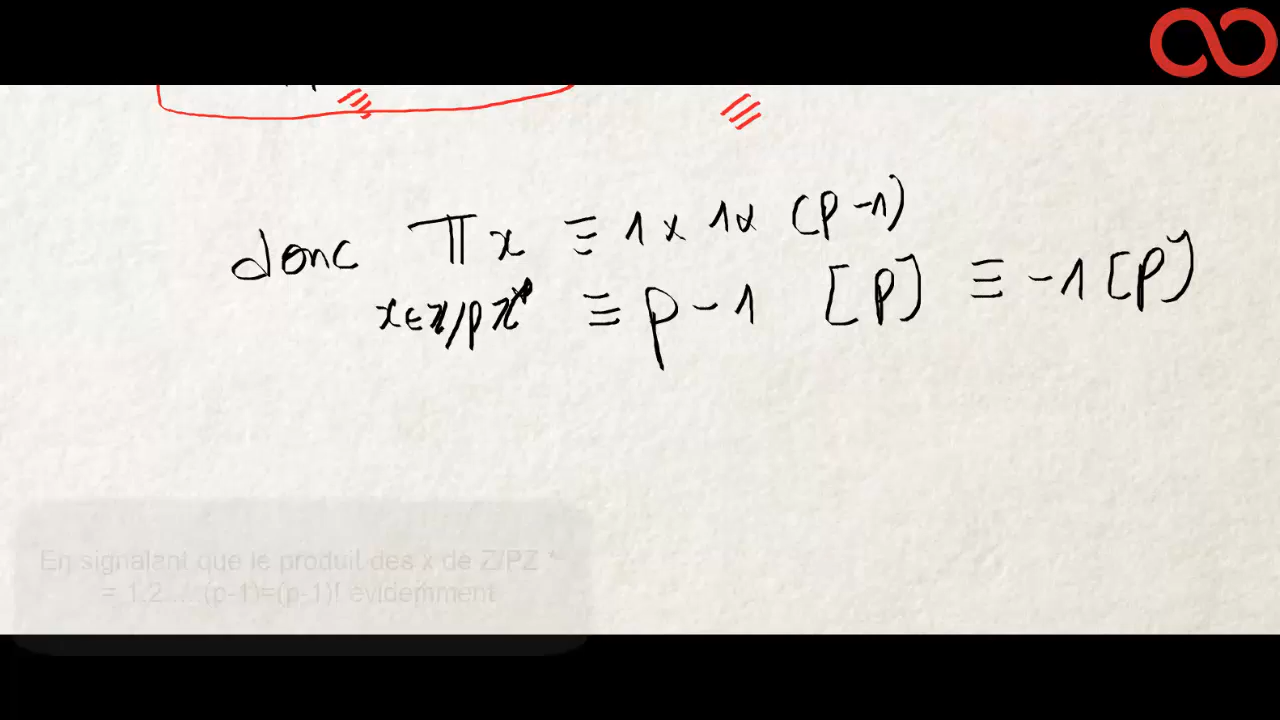 donc ∏ x ≡ 1 x 1 x (p-1)
x∈Z/pZ* ≡ p-1 [p] ≡ -1 [p]
En signalant que le produit des x de Z/PZ *
= 1.2.....(p-1)=(p-1)! evidemment